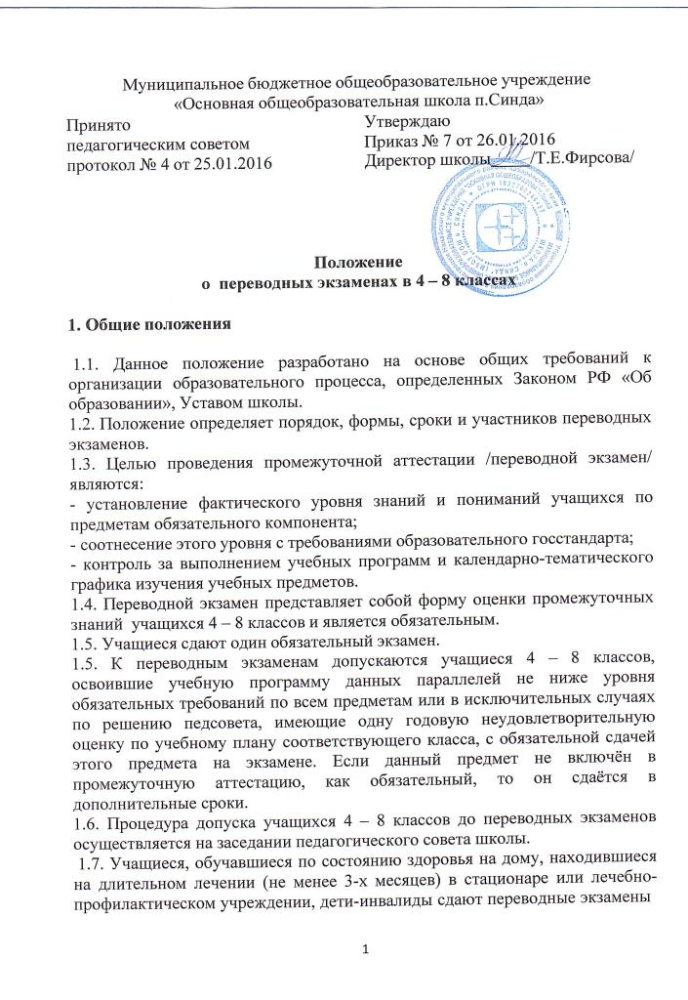 Муниципальное бюджетное общеобразовательное учреждение
«Основная общеобразовательная школа п.Синда»
Принято
педагогическим советом
протокол № 4 от 25.01.2016
Утверждаю
Приказ № 7 от 26.01.2016
Директор школы /Т.Е.Фирсова/
Положение
о переводных экзаменах в 4 – 8 классах
1. Общие положения
1.1. Данное положение разработано на основе общих требований к
организации образовательного процесса, определенных Законом РФ «Об
образовании», Уставом школы.
1.2. Положение определяет порядок, формы, сроки и участников переводных
экзаменов.
1.3. Целью проведения промежуточной аттестации /переводной экзамен/
являются:
- установление фактического уровня знаний и пониманий учащихся по
предметам обязательного компонента;
- соотнесение этого уровня с требованиями образовательного госстандарта;
- контроль за выполнением учебных программ и календарно-тематического
графика изучения учебных предметов.
1.4. Переводной экзамен представляет собой форму оценки промежуточных
знаний учащихся 4 – 8 классов и является обязательным.
1.5. Учащиеся сдают один обязательный экзамен.
1.5. К переводным экзаменам допускаются учащиеся 4 – 8 классов,
освоившие учебную программу данных параллелей не ниже уровня
обязательных требований по всем предметам или в исключительных случаях
по решению педсовета, имеющие одну годовую неудовлетворительную
оценку по учебному плану соответствующего класса, с обязательной сдачей
этого предмета на экзамене. Если данный предмет не включён в
промежуточную аттестацию, как обязательный, то он сдаётся в
дополнительные сроки.
1.6. Процедура допуска учащихся 4 – 8 классов до переводных экзаменов
осуществляется на заседании педагогического совета школы.
1.7. Учащиеся, обучавшиеся по состоянию здоровья на дому, находившиеся
на длительном лечении (не менее 3-х месяцев) в стационаре или лечебно-
профилактическом учреждении, дети-инвалиды сдают переводные экзамены
1